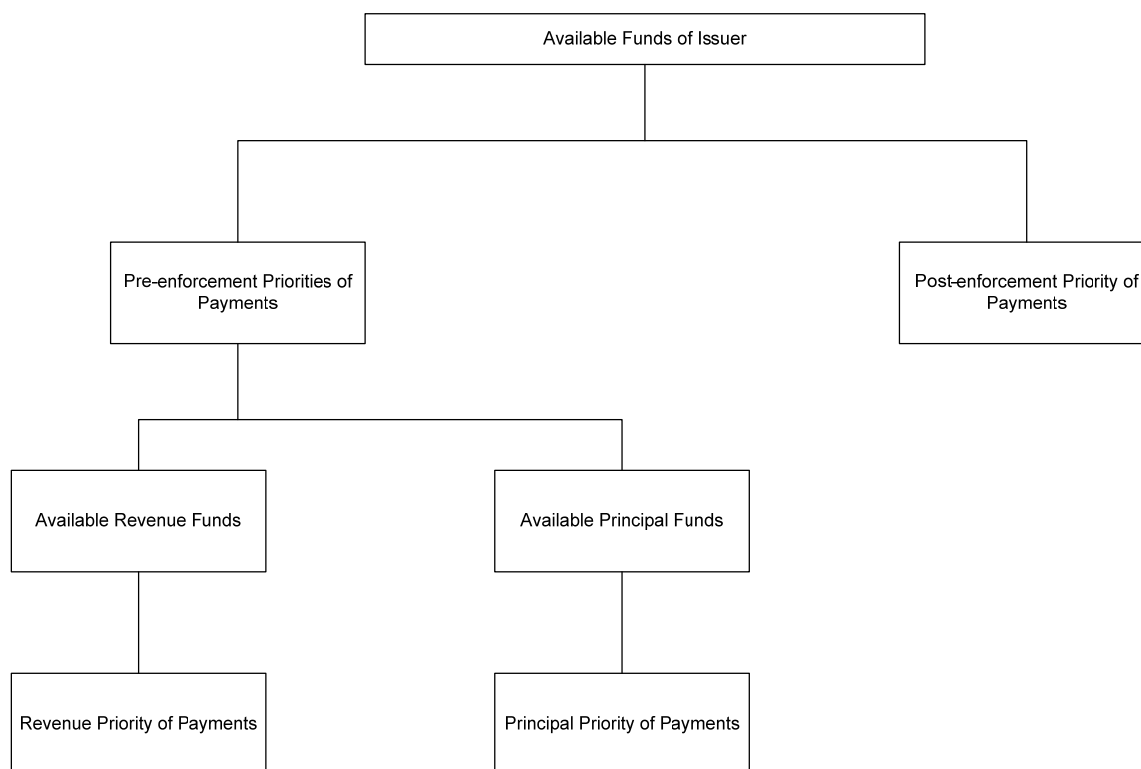 Available Funds of Issuer
Pre-enforcement Priorities of
Payments
Post-enforcement Priority of
Payments
Available Revenue Funds
Available Principal Funds
Revenue Priority of Payments
Principal Priority of Payments